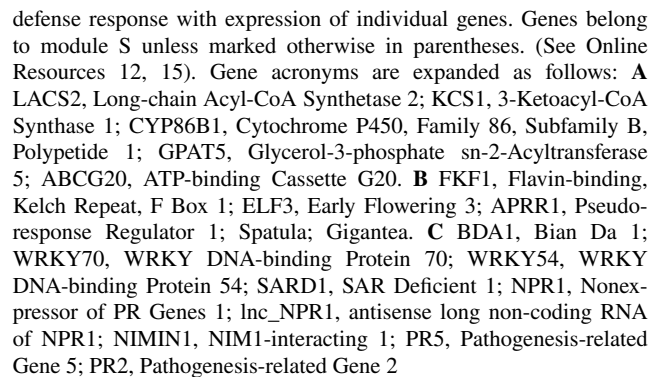 defense response with expression of individual genes. Genes belong
to module S unless marked otherwise in parentheses. (See Online
Resources 12, 15). Gene acronyms are expanded as follows: A
LACS2, Long-chain Acyl-CoA Synthetase 2; KCS1, 3-Ketoacyl-CoA
Synthase 1; CYP86B1, Cytochrome P450, Family 86, Subfamily B,
Polypetide 1; GPAT5, Glycerol-3-phosphate sn-2-Acyltransferase
5; ABCG20, ATP-binding Cassette G20. B FKF1, Flavin-binding,
Kelch Repeat, F Box 1; ELF3, Early Flowering 3; APRR1, Pseudo-
response Regulator 1; Spatula; Gigantea. C BDA1, Bian Da 1;
WRKY70, WRKY DNA-binding Protein 70; WRKY54, WRKY
DNA-binding Protein 54; SARD1, SAR Deficient 1; NPR1, Nonex-
pressor of PR Genes 1; lnc_NPR1, antisense long non-coding RNA
of NPR1; NIMIN1, NIM1-interacting 1; PR5, Pathogenesis-related
Gene 5; PR2, Pathogenesis-related Gene 2